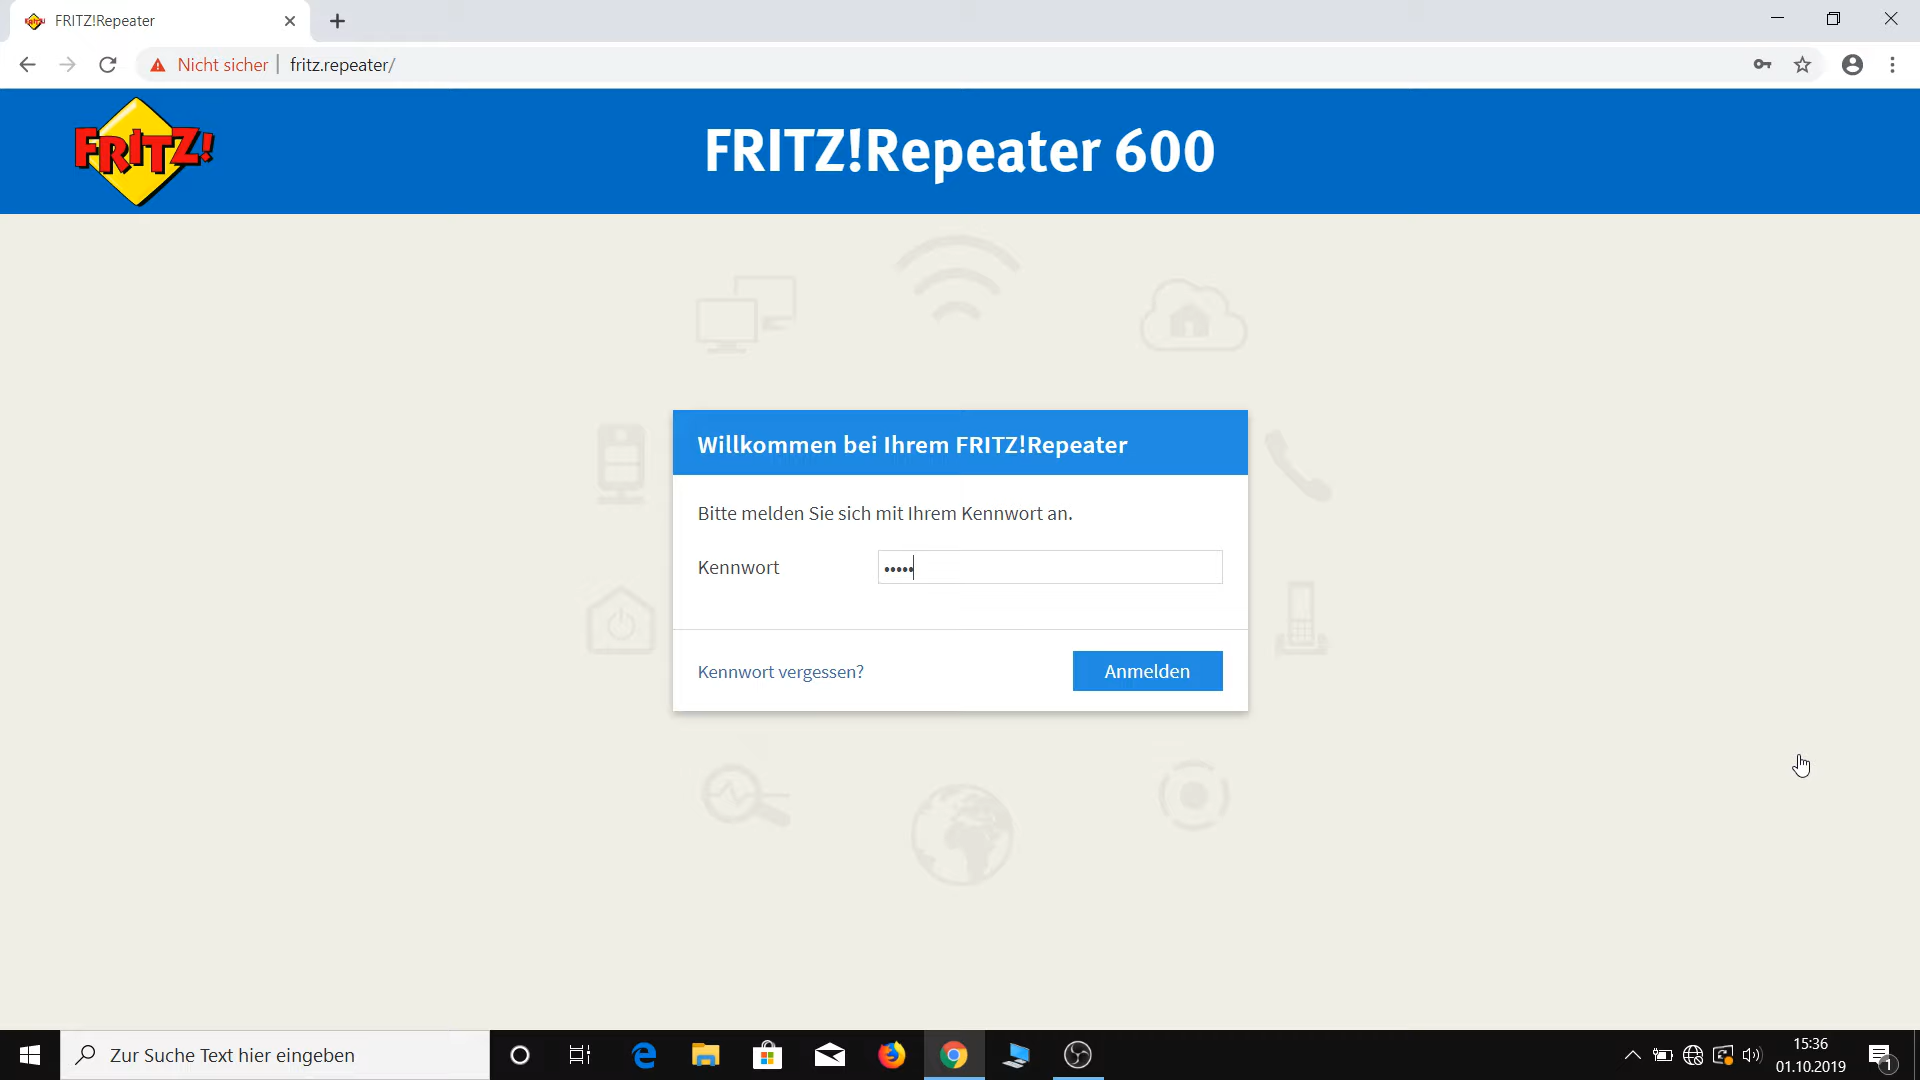 FRITZ!Repeater
Nicht sicher
fritz.repeater/
FRITZ!
FRITZ!Repeater 600
Willkommen bei Ihrem FRITZ!Repeater
Bitte melden Sie sich mit Ihrem Kennwort an.
Kennwort •••••
Kennwort vergessen?
Anmelden
Zur Suche Text hier eingeben
15:36
01.10.2019
1